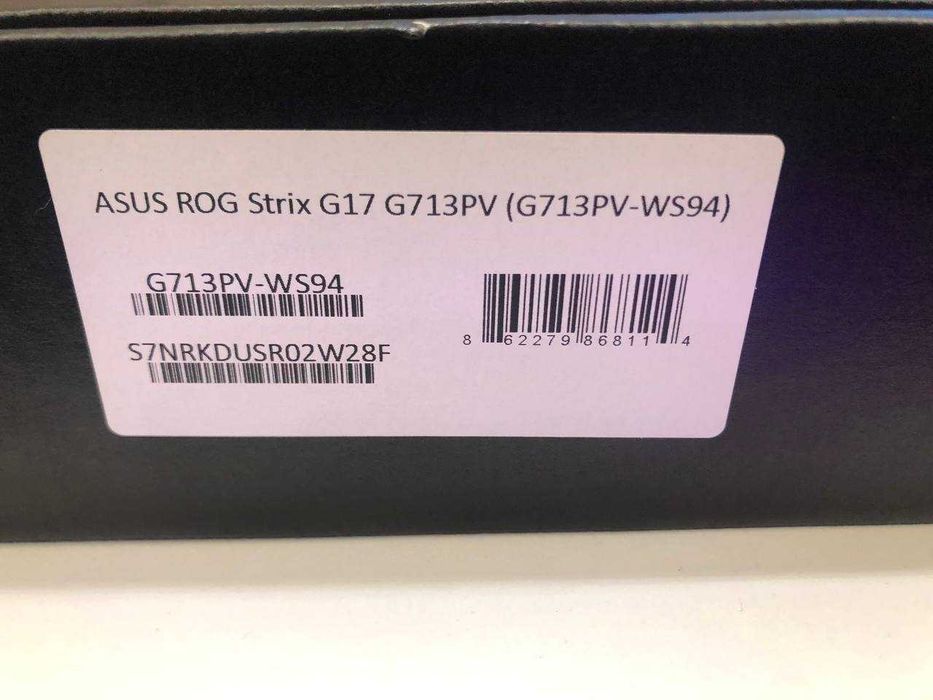 ASUS ROG Strix G17 G713PV (G713PV-WS94)
G713PV-WS94
S7NRKDUSR02W28F
8 62279 86811 4